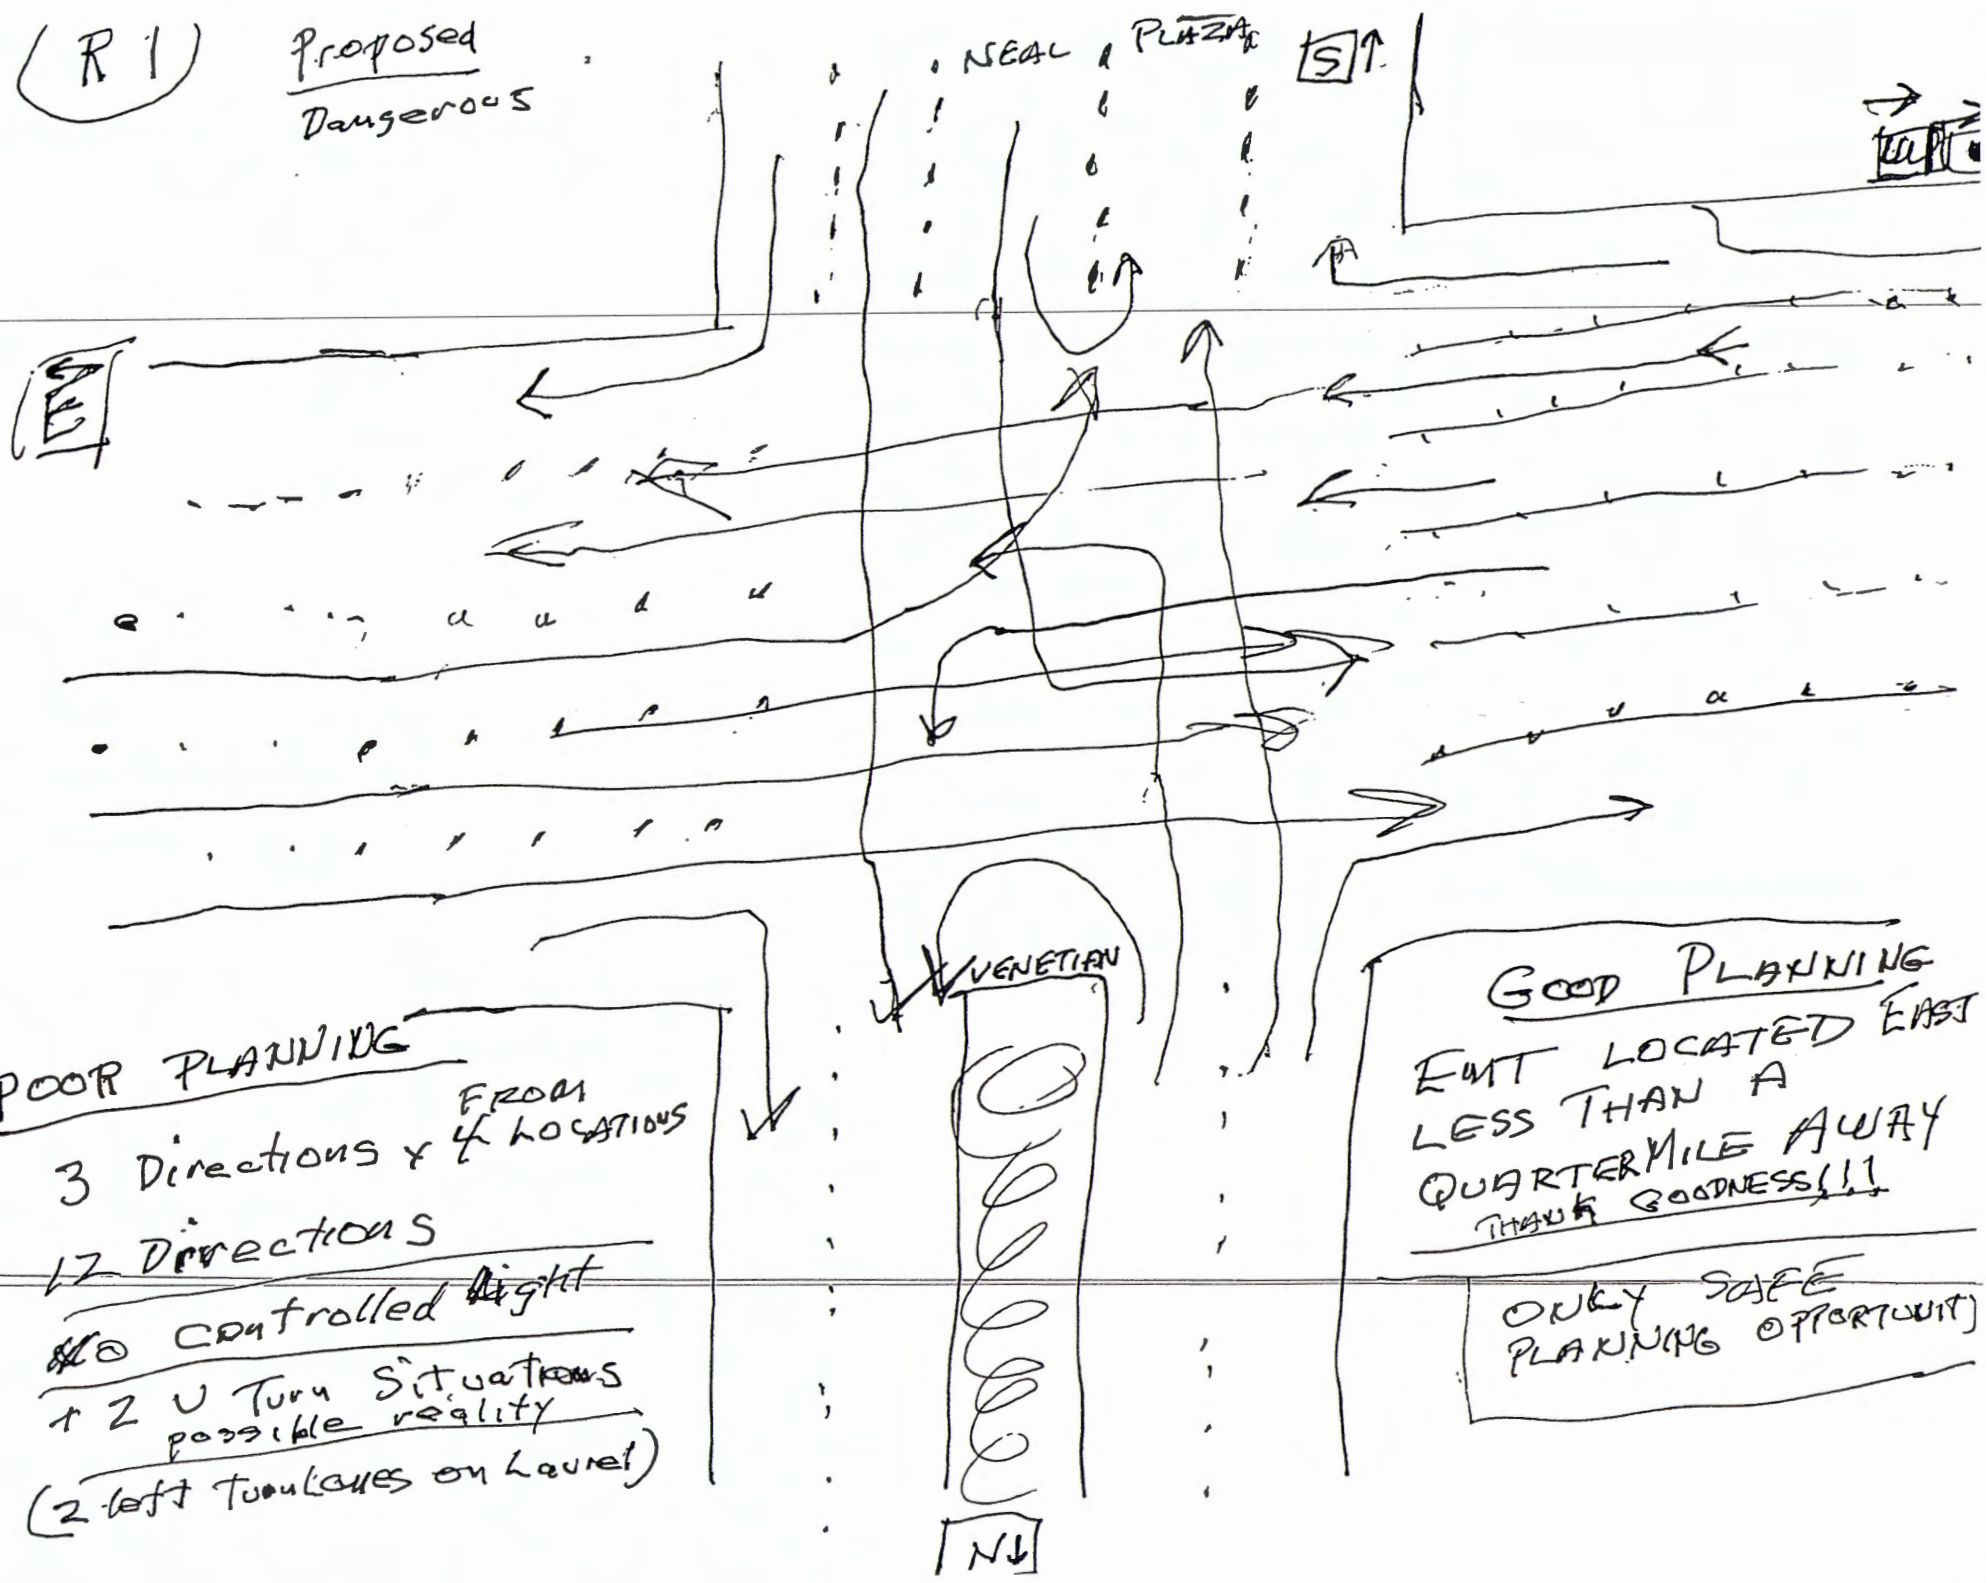 R1
Proposed
Dangerous
NEAL PLAZA
S↑
E
VENETIAN
POOR PLANNING
3 Directions x 4 LOCATIONS
FROM
12 Directions
NO controlled light
+ 2 U Turn Situations
possible reality
(2 left turn Lanes on Laurel)
N↓
GOOD PLANNING
EMT LOCATED EAST
LESS THAN A
QUARTER MILE AWAY
THANK GOODNESS!!!
ONLY SAFE
PLANNING OPPORTUNITY